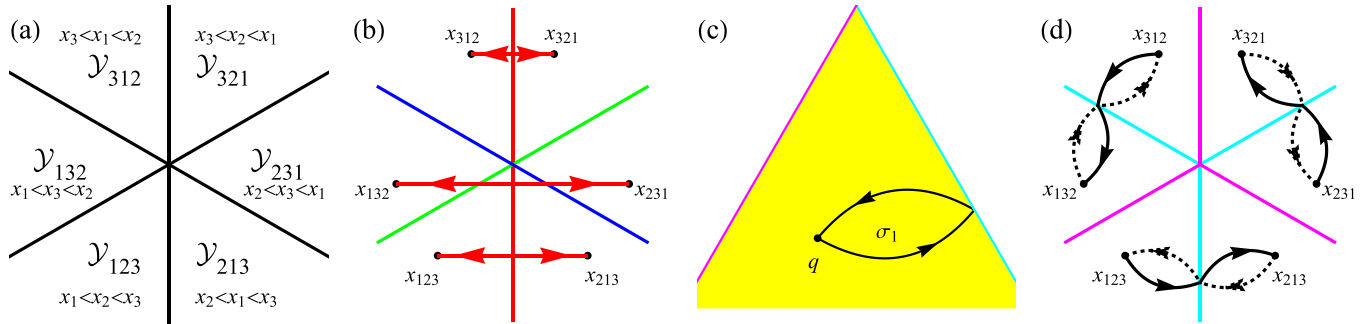 (a)
x₃<x₁<x₂
x₃<x₂<x₁
𝒴₃₁₂
𝒴₃₂₁
𝒴₁₃₂
x₁<x₃<x₂
𝒴₂₃₁
x₂<x₃<x₁
𝒴₁₂₃
𝒴₂₁₃
x₁<x₂<x₃
x₂<x₁<x₃
(b)
x₃₁₂
x₃₂₁
x₁₃₂
x₂₃₁
x₁₂₃
x₂₁₃
(c)
σ₁
q
(d)
x₃₁₂
x₃₂₁
x₁₃₂
x₂₃₁
x₁₂₃
x₂₁₃